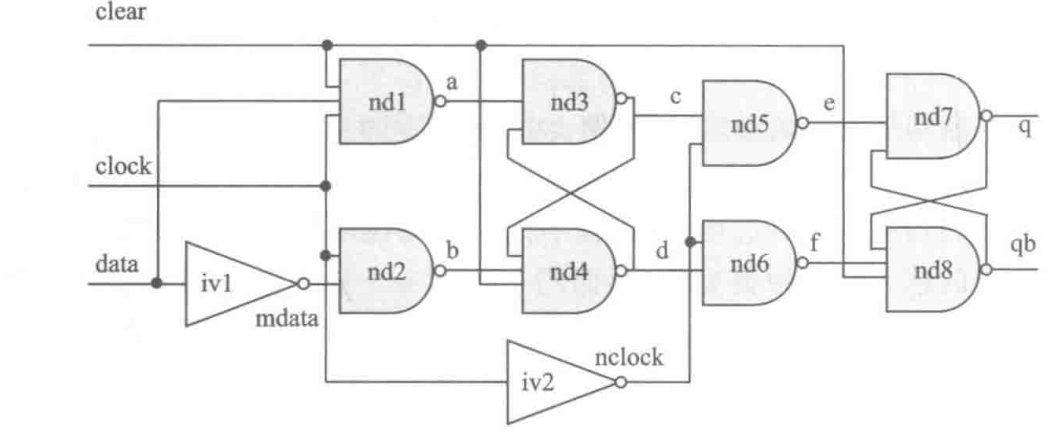 clear
nd1
a
nd3
c
nd5
e
nd7
q
clock
data
iv1
mdata
nd2
b
nd4
d
nd6
f
nd8
qb
iv2
nclock